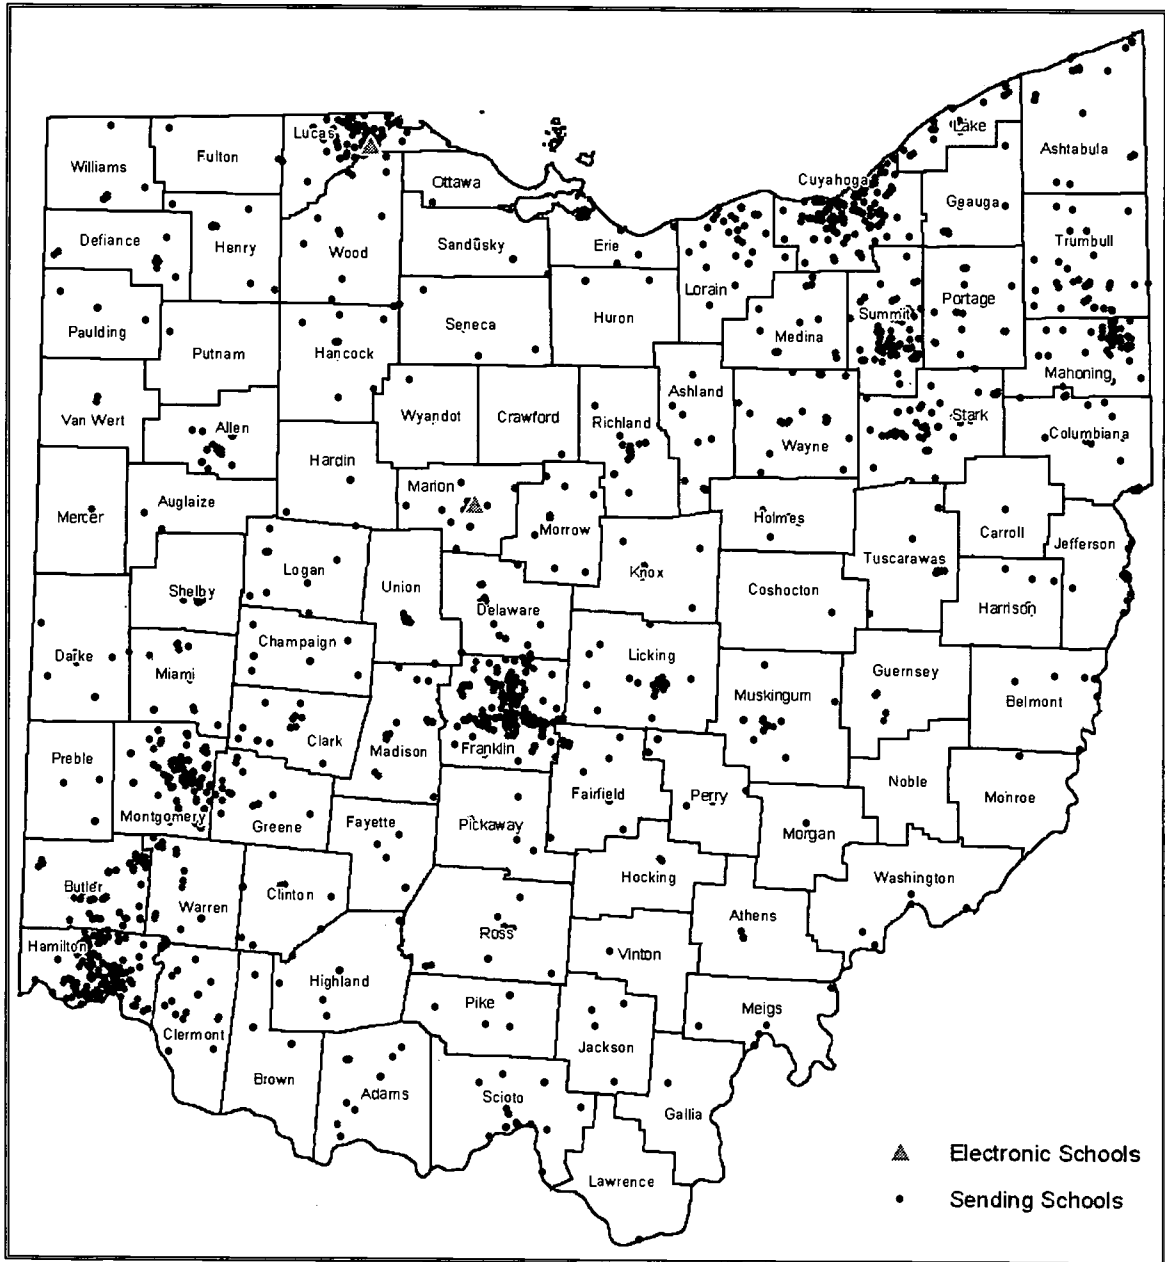 Lake
Lucas
Ashtabula
Williams
Fulton
Cuyahoga
Ottawa
Geauga
Defiance
Henry
Wood
Sandusky
Erie
Trumbull
Lorain
Portage
Paulding
Putnam
Hancock
Seneca
Huron
Medina
Summit
Mahoning
Van Wert
Allen
Wyandot
Crawford
Richland
Ashland
Wayne
Stark
Columbiana
Hardin
Marion
Mercer
Auglaize
Morrow
Holmes
Carroll
Jefferson
Tuscarawas
Logan
Union
Knox
Coshocton
Shelby
Delaware
Harrison
Darke
Champaign
Miami
Licking
Guernsey
Muskingum
Belmont
Preble
Clark
Madison
Franklin
Noble
Monroe
Montgomery
Greene
Fayette
Pickaway
Fairfield
Perry
Morgan
Butler
Warren
Clinton
Hocking
Washington
Hamilton
Ross
Athens
Vinton
Highland
Pike
Meigs
Clermont
Jackson
Brown
Adams
Scioto
Gallia
Lawrence
Electronic Schools
Sending Schools